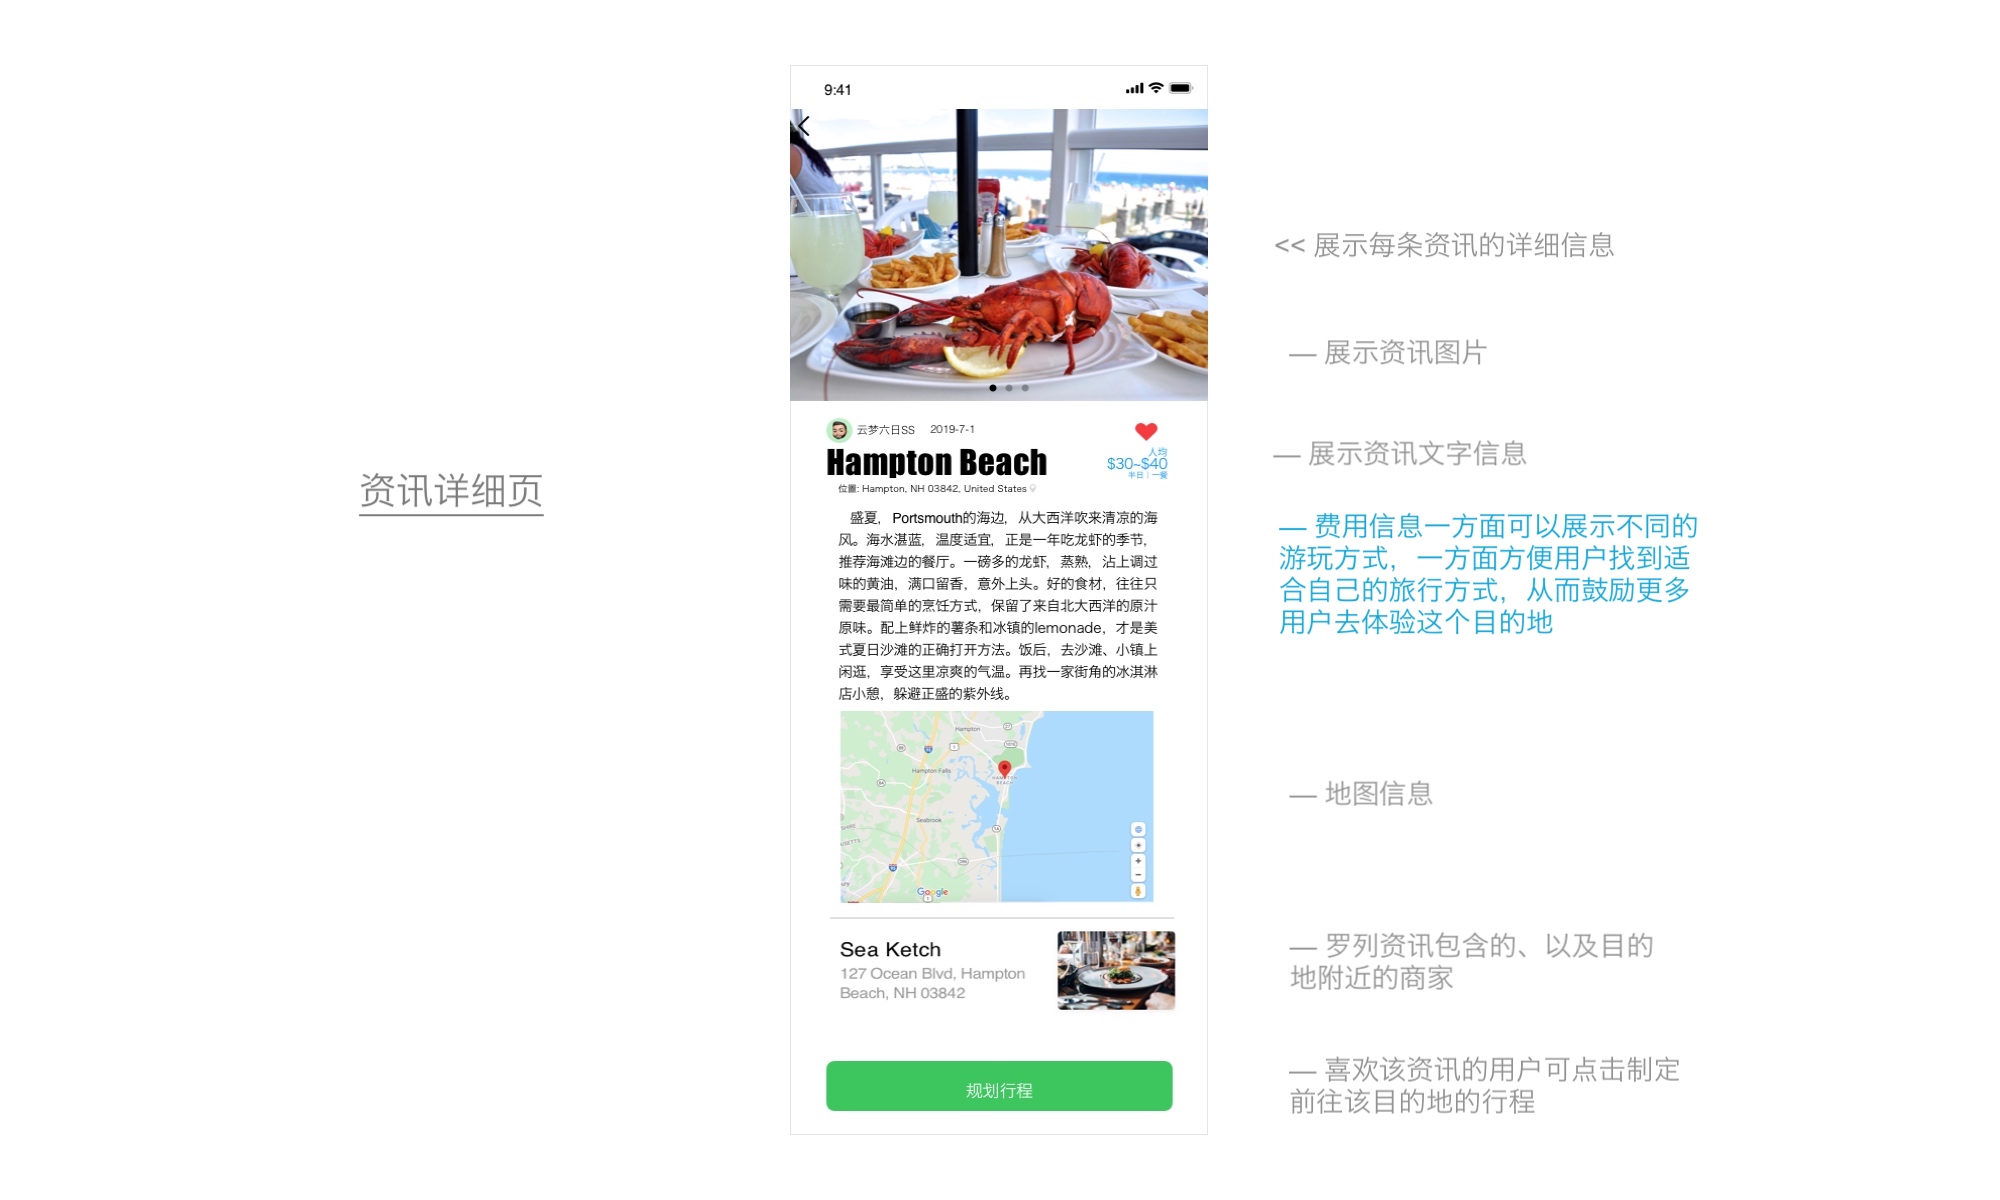 资讯详细页
9:41
云梦六日SS 2019-7-1
Hampton Beach
人均
$30~$40
半日 | 一餐
位置: Hampton, NH 03842, United States
盛夏，Portsmouth的海边，从大西洋吹来清凉的海
风。海水湛蓝，温度适宜，正是一年吃龙虾的季节，
推荐海滩边的餐厅。一磅多的龙虾，蒸熟，沾上调过
味的黄油，满口留香，意外上头。好的食材，往往只
需要最简单的烹饪方式，保留了来自北大西洋的原汁
原味。配上鲜炸的薯条和冰镇的lemonade，才是美
式夏日沙滩的正确打开方法。饭后，去沙滩、小镇上
闲逛，享受这里凉爽的气温。再找一家街角的冰淇淋
店小憩，躲避正盛的紫外线。
Hampton
Hampton Falls
HAMPTON
BEACH
Seabrook
Google
Sea Ketch
127 Ocean Blvd, Hampton
Beach, NH 03842
规划行程
<< 展示每条资讯的详细信息
— 展示资讯图片
— 展示资讯文字信息
— 费用信息一方面可以展示不同的
游玩方式，一方面方便用户找到适
合自己的旅行方式，从而鼓励更多
用户去体验这个目的地
— 地图信息
— 罗列资讯包含的、以及目的
地附近的商家
— 喜欢该资讯的用户可点击制定
前往该目的地的行程